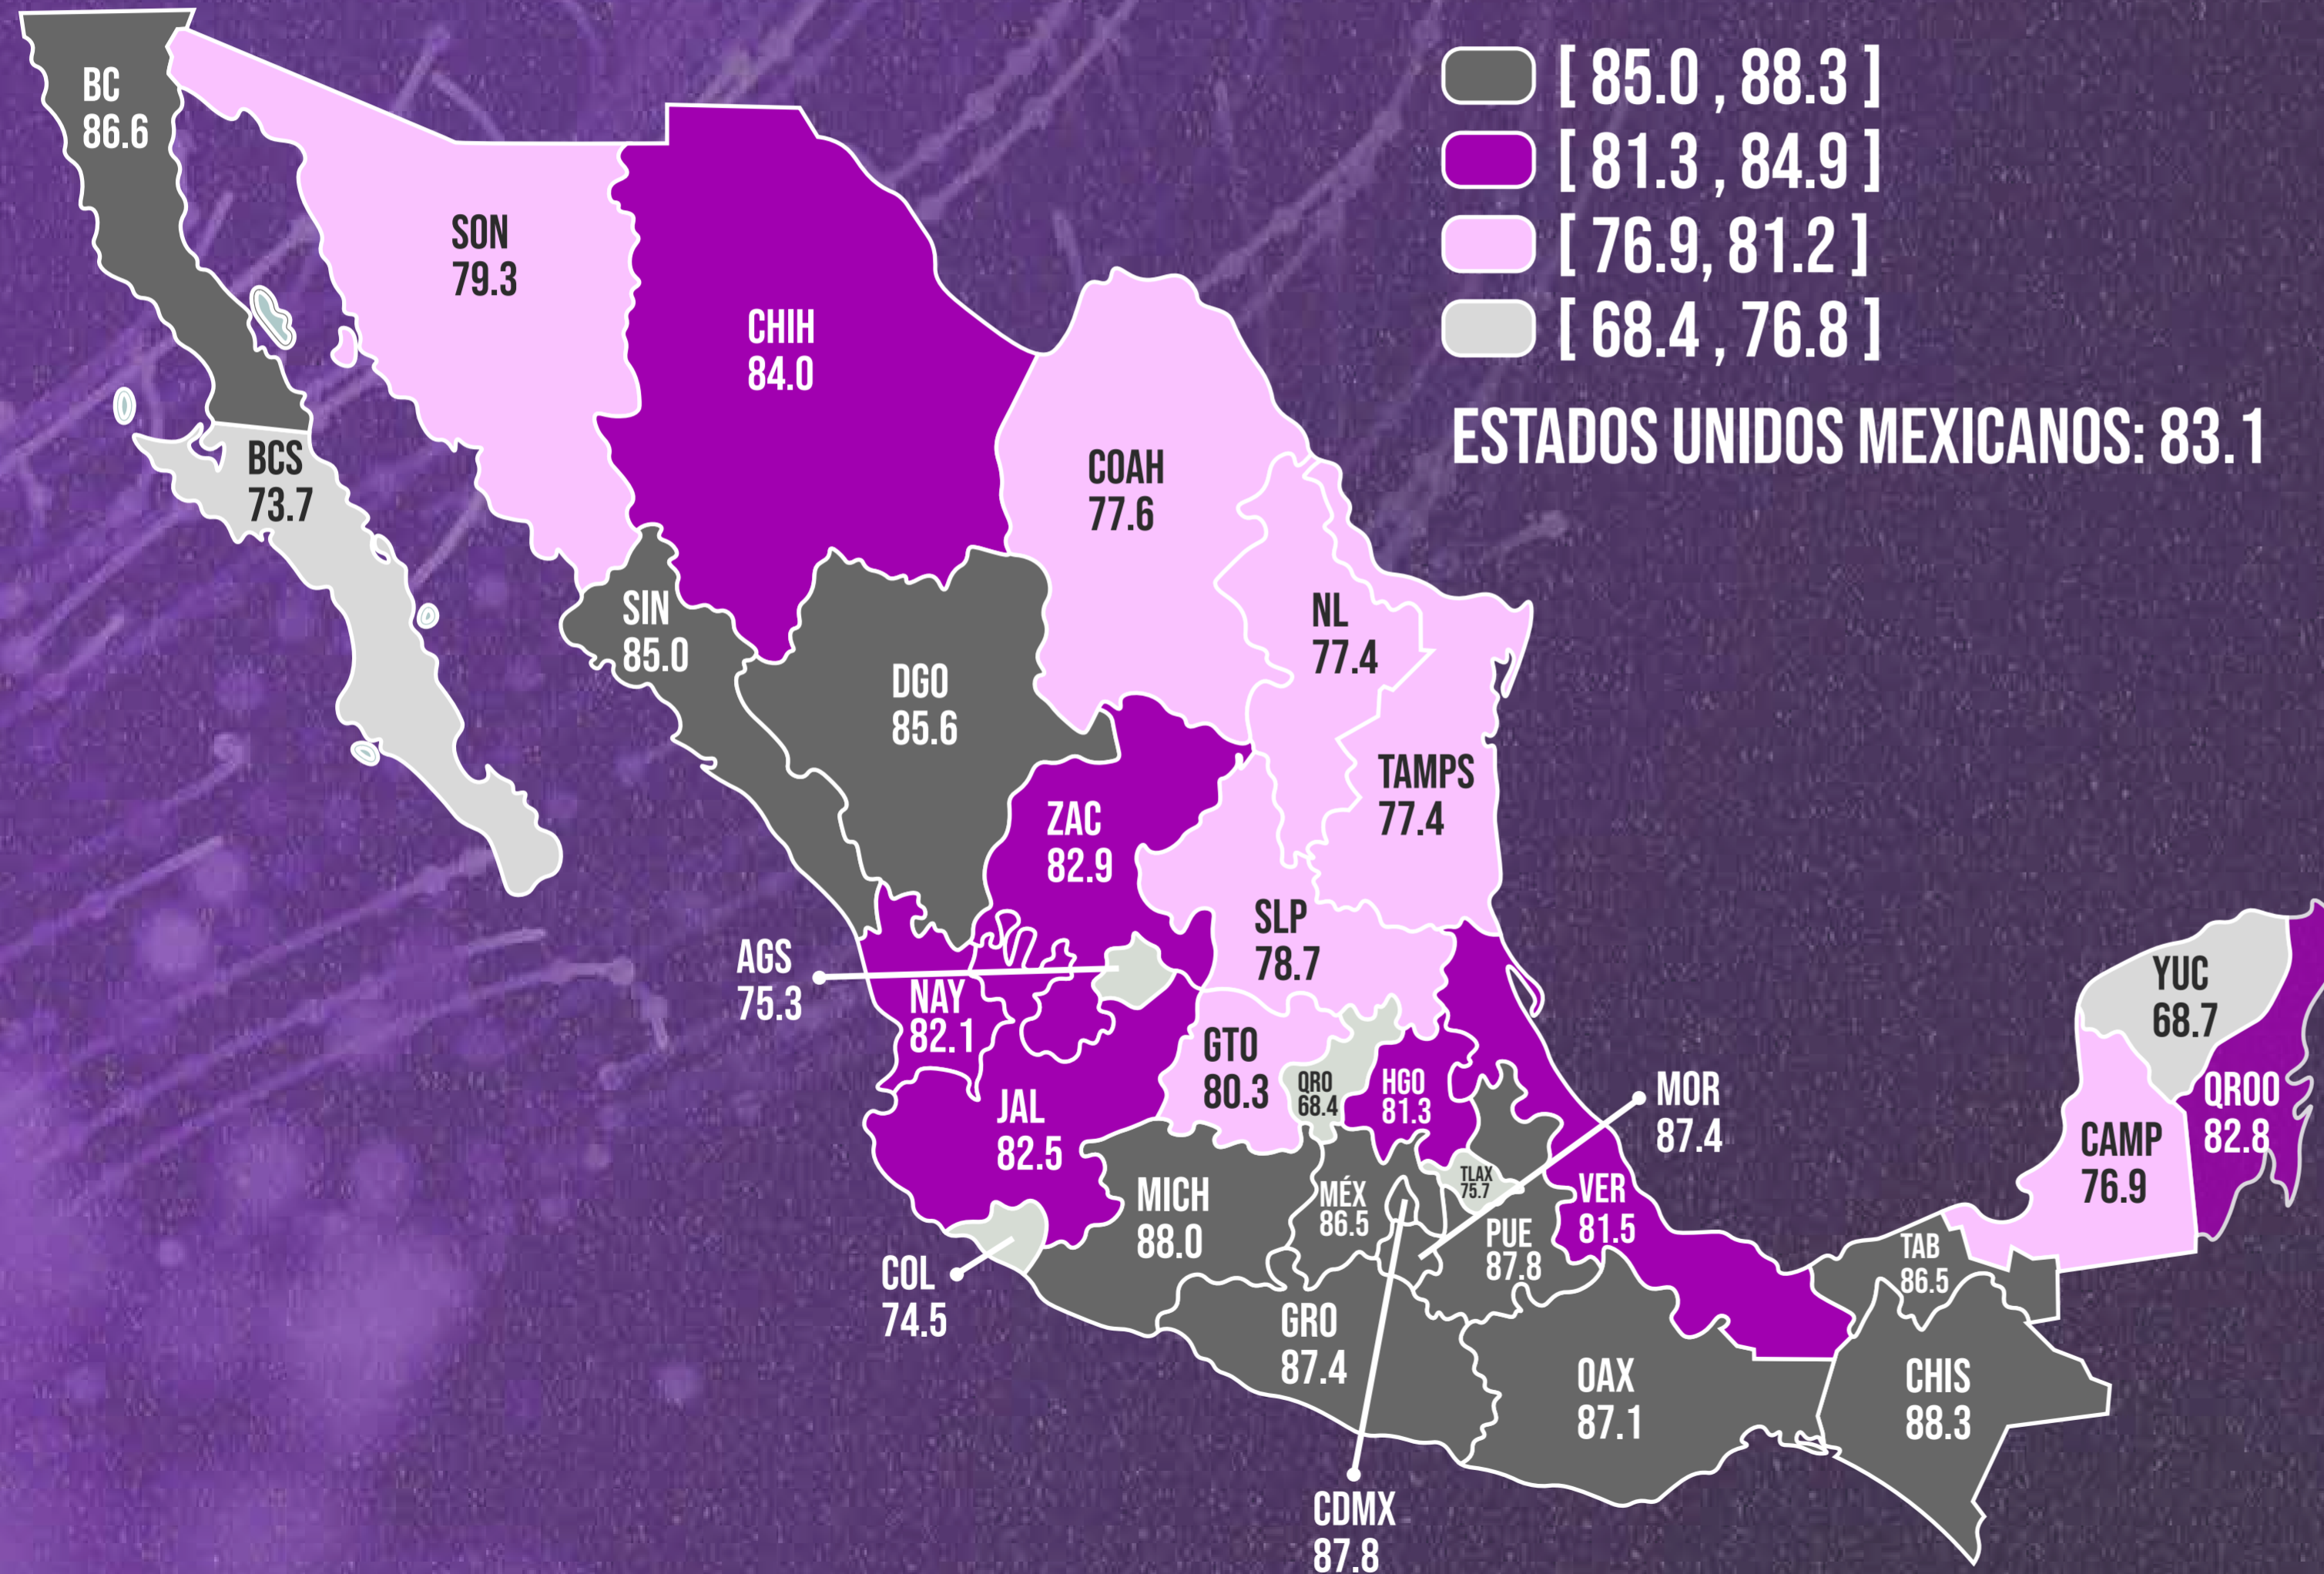 BC
86.6
SON
79.3
CHIH
84.0
[ 85.0 , 88.3 ]
[ 81.3 , 84.9 ]
[ 76.9, 81.2 ]
[ 68.4 , 76.8 ]
ESTADOS UNIDOS MEXICANOS: 83.1
BCS
73.7
COAH
77.6
SIN
85.0
NL
77.4
DGO
85.6
TAMPS
77.4
ZAC
82.9
SLP
78.7
AGS
75.3
NAY
82.1
YUC
68.7
GTO
80.3
QRO
68.4
HGO
81.3
MOR
87.4
QROO
82.8
JAL
82.5
CAMP
76.9
MICH
88.0
MÉX
86.5
TLAX
75.7
VER
81.5
PUE
87.8
TAB
86.5
COL
74.5
GRO
87.4
OAX
87.1
CHIS
88.3
CDMX
87.8